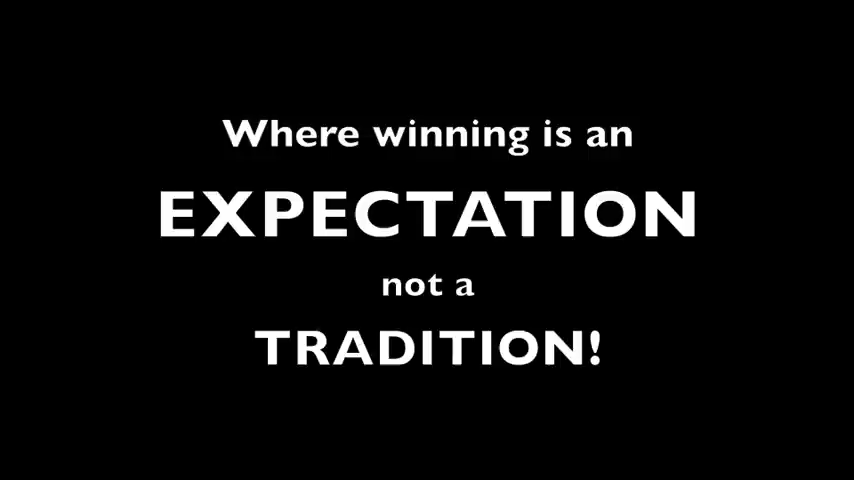 Where winning is an
EXPECTATION
not a
TRADITION!